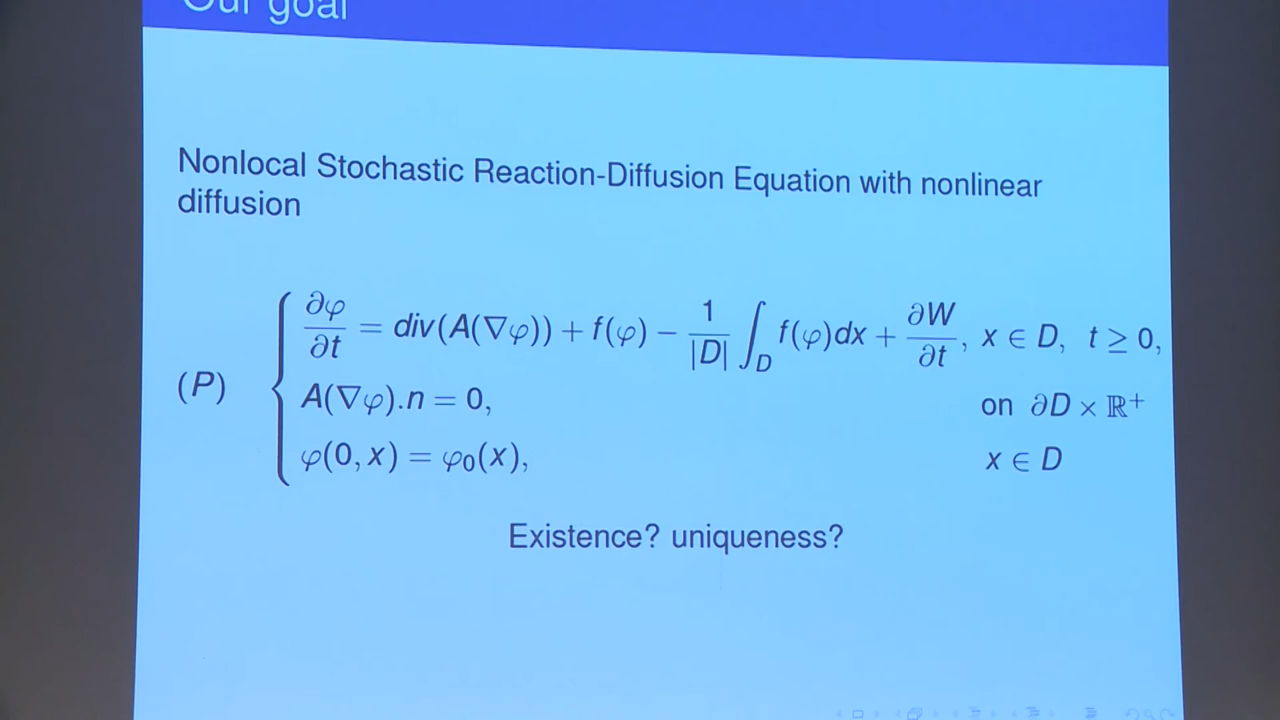 Our goal
Nonlocal Stochastic Reaction-Diffusion Equation with nonlinear
diffusion
(P) { ∂φ/∂t = div(A(∇φ)) + f(φ) − 1/|D| ∫_D f(φ)dx + ∂W/∂t, x ∈ D, t ≥ 0,
A(∇φ).n = 0, on ∂D × ℝ⁺
φ(0, x) = φ₀(x), x ∈ D
Existence? uniqueness?